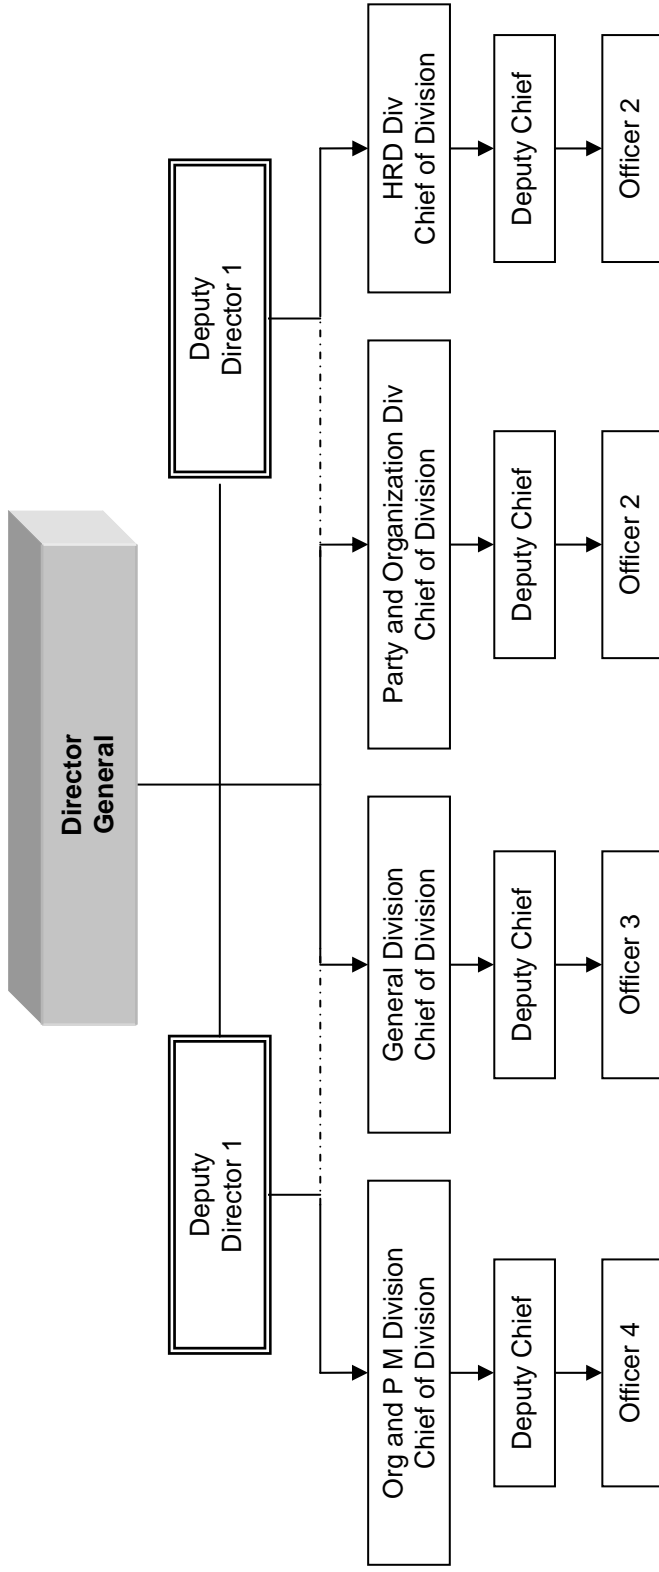 Director
General
Deputy
Director 1
Deputy
Director 1
Org and P M Division
Chief of Division
General Division
Chief of Division
Party and Organization Div
Chief of Division
HRD Div
Chief of Division
Deputy Chief
Deputy Chief
Deputy Chief
Deputy Chief
Officer 4
Officer 3
Officer 2
Officer 2